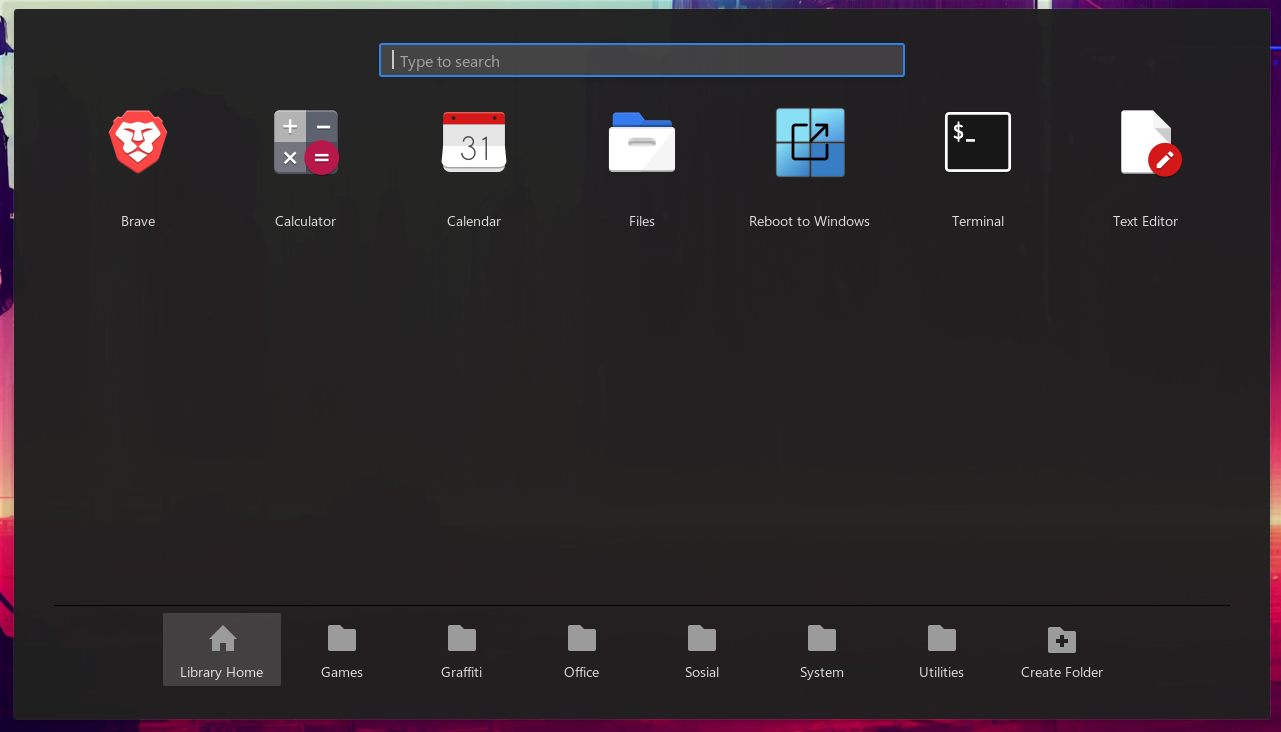 Type to search
31
$_
Brave
Calculator
Calendar
Files
Reboot to Windows
Terminal
Text Editor
Library Home
Games
Graffiti
Office
Sosial
System
Utilities
Create Folder